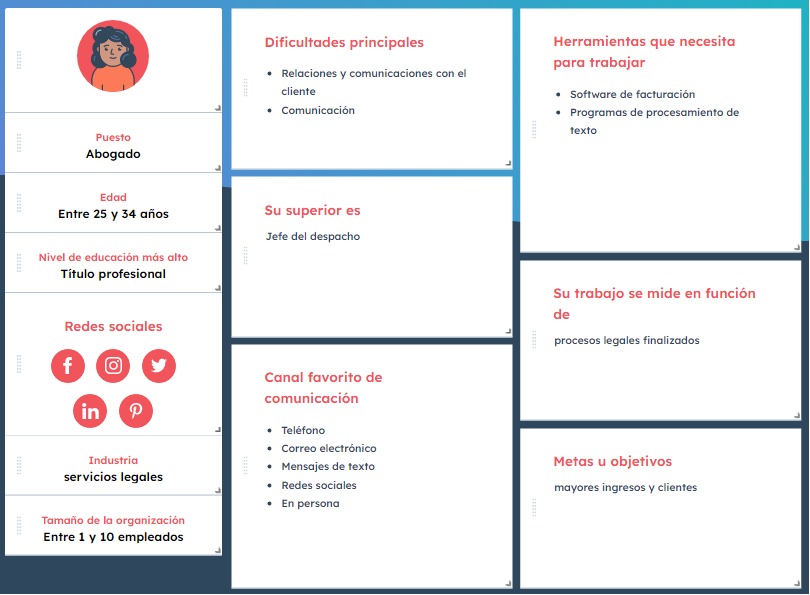 Puesto
Abogado
Edad
Entre 25 y 34 años
Nivel de educación más alto
Título profesional
Redes sociales
f
in
Industria
servicios legales
Tamaño de la organización
Entre 1 y 10 empleados
Dificultades principales
Relaciones y comunicaciones con el
cliente
Comunicación
Su superior es
Jefe del despacho
Canal favorito de
comunicación
Teléfono
Correo electrónico
Mensajes de texto
Redes sociales
En persona
Herramientas que necesita
para trabajar
Software de facturación
Programas de procesamiento de
texto
Su trabajo se mide en función
de
procesos legales finalizados
Metas u objetivos
mayores ingresos y clientes